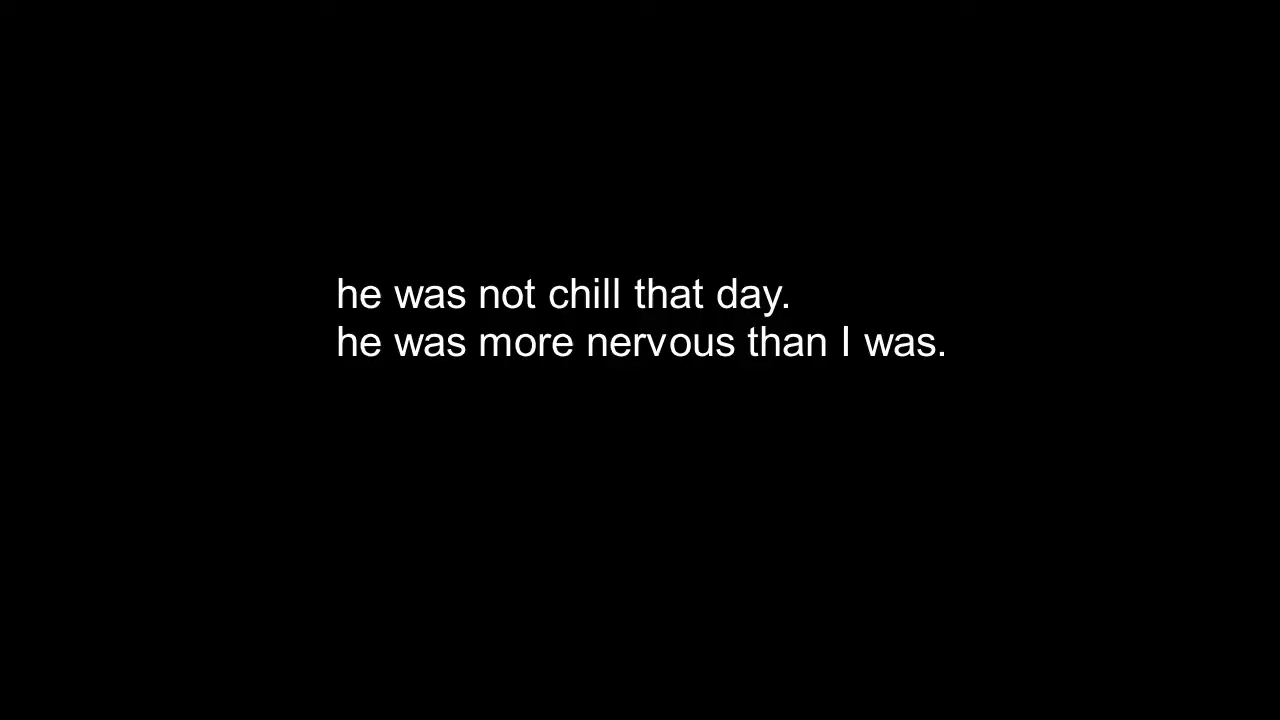 he was not chill that day.
he was more nervous than I was.